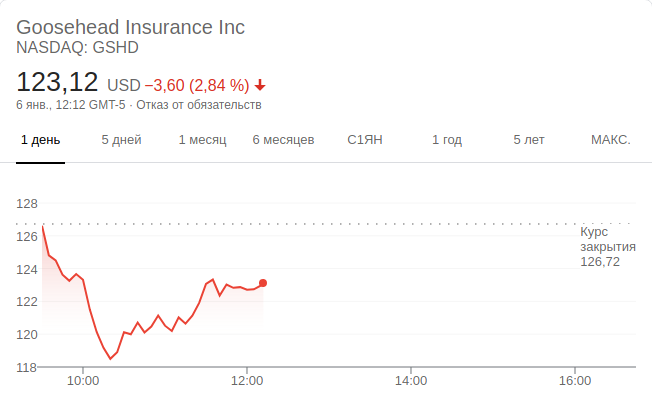 Goosehead Insurance Inc
NASDAQ: GSHD
123,12 USD −3,60 (2,84 %)
6 янв., 12:12 GMT-5 · Отказ от обязательств
1 день 5 дней 1 месяц 6 месяцев С1ЯН 1 год 5 лет МАКС.
128
126
124
122
120
118
Курс
закрытия
126,72
10:00 12:00 14:00 16:00